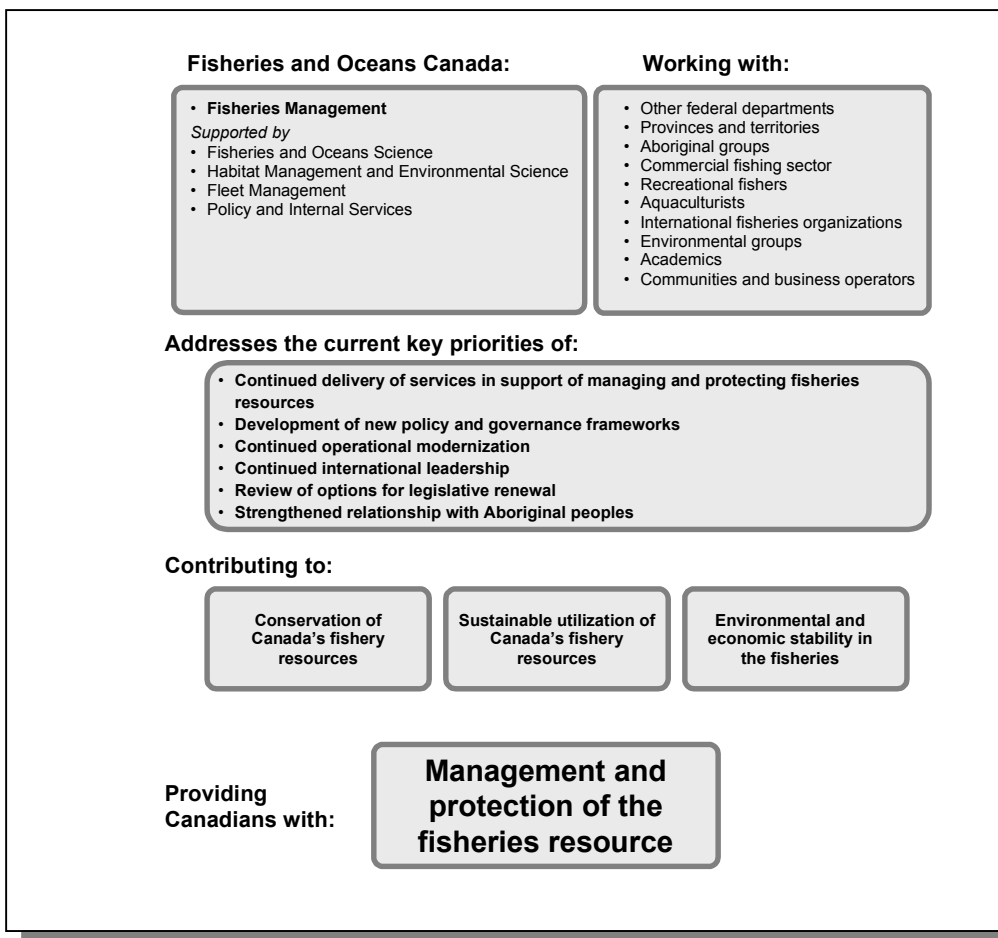 Fisheries and Oceans Canada:
• Fisheries Management
Supported by
• Fisheries and Oceans Science
• Habitat Management and Environmental Science
• Fleet Management
• Policy and Internal Services
Working with:
• Other federal departments
• Provinces and territories
• Aboriginal groups
• Commercial fishing sector
• Recreational fishers
• Aquaculturists
• International fisheries organizations
• Environmental groups
• Academics
• Communities and business operators
Addresses the current key priorities of:
• Continued delivery of services in support of managing and protecting fisheries
resources
• Development of new policy and governance frameworks
• Continued operational modernization
• Continued international leadership
• Review of options for legislative renewal
• Strengthened relationship with Aboriginal peoples
Contributing to:
Conservation of
Canada’s fishery
resources
Sustainable utilization of
Canada’s fishery
resources
Environmental and
economic stability in
the fisheries
Providing
Canadians with:
Management and
protection of the
fisheries resource